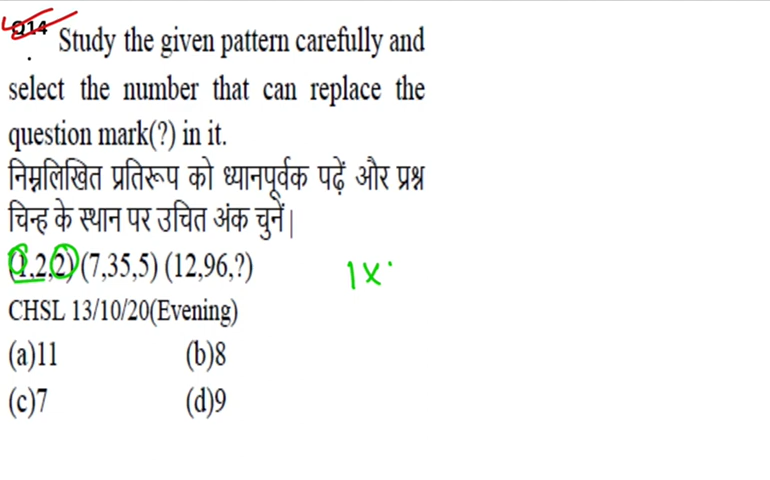 Q14
. Study the given pattern carefully and
select the number that can replace the
question mark(?) in it.
निम्नलिखित प्रतिरूप को ध्यानपूर्वक पढ़ें और प्रश्न
चिन्ह के स्थान पर उचित अंक चुनें|
(1,2,2) (7,35,5) (12,96,?) 1x
CHSL 13/10/20(Evening)
(a)11 (b)8
(c)7 (d)9